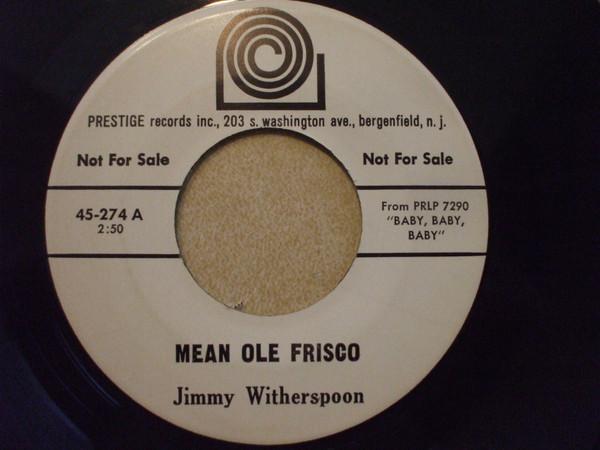 PRESTIGE records inc., 203 s. washington ave., bergenfield, n. j.
Not For Sale
Not For Sale
45-274 A
2:50
From PRLP 7290
"BABY, BABY,
BABY"
MEAN OLE FRISCO
Jimmy Witherspoon